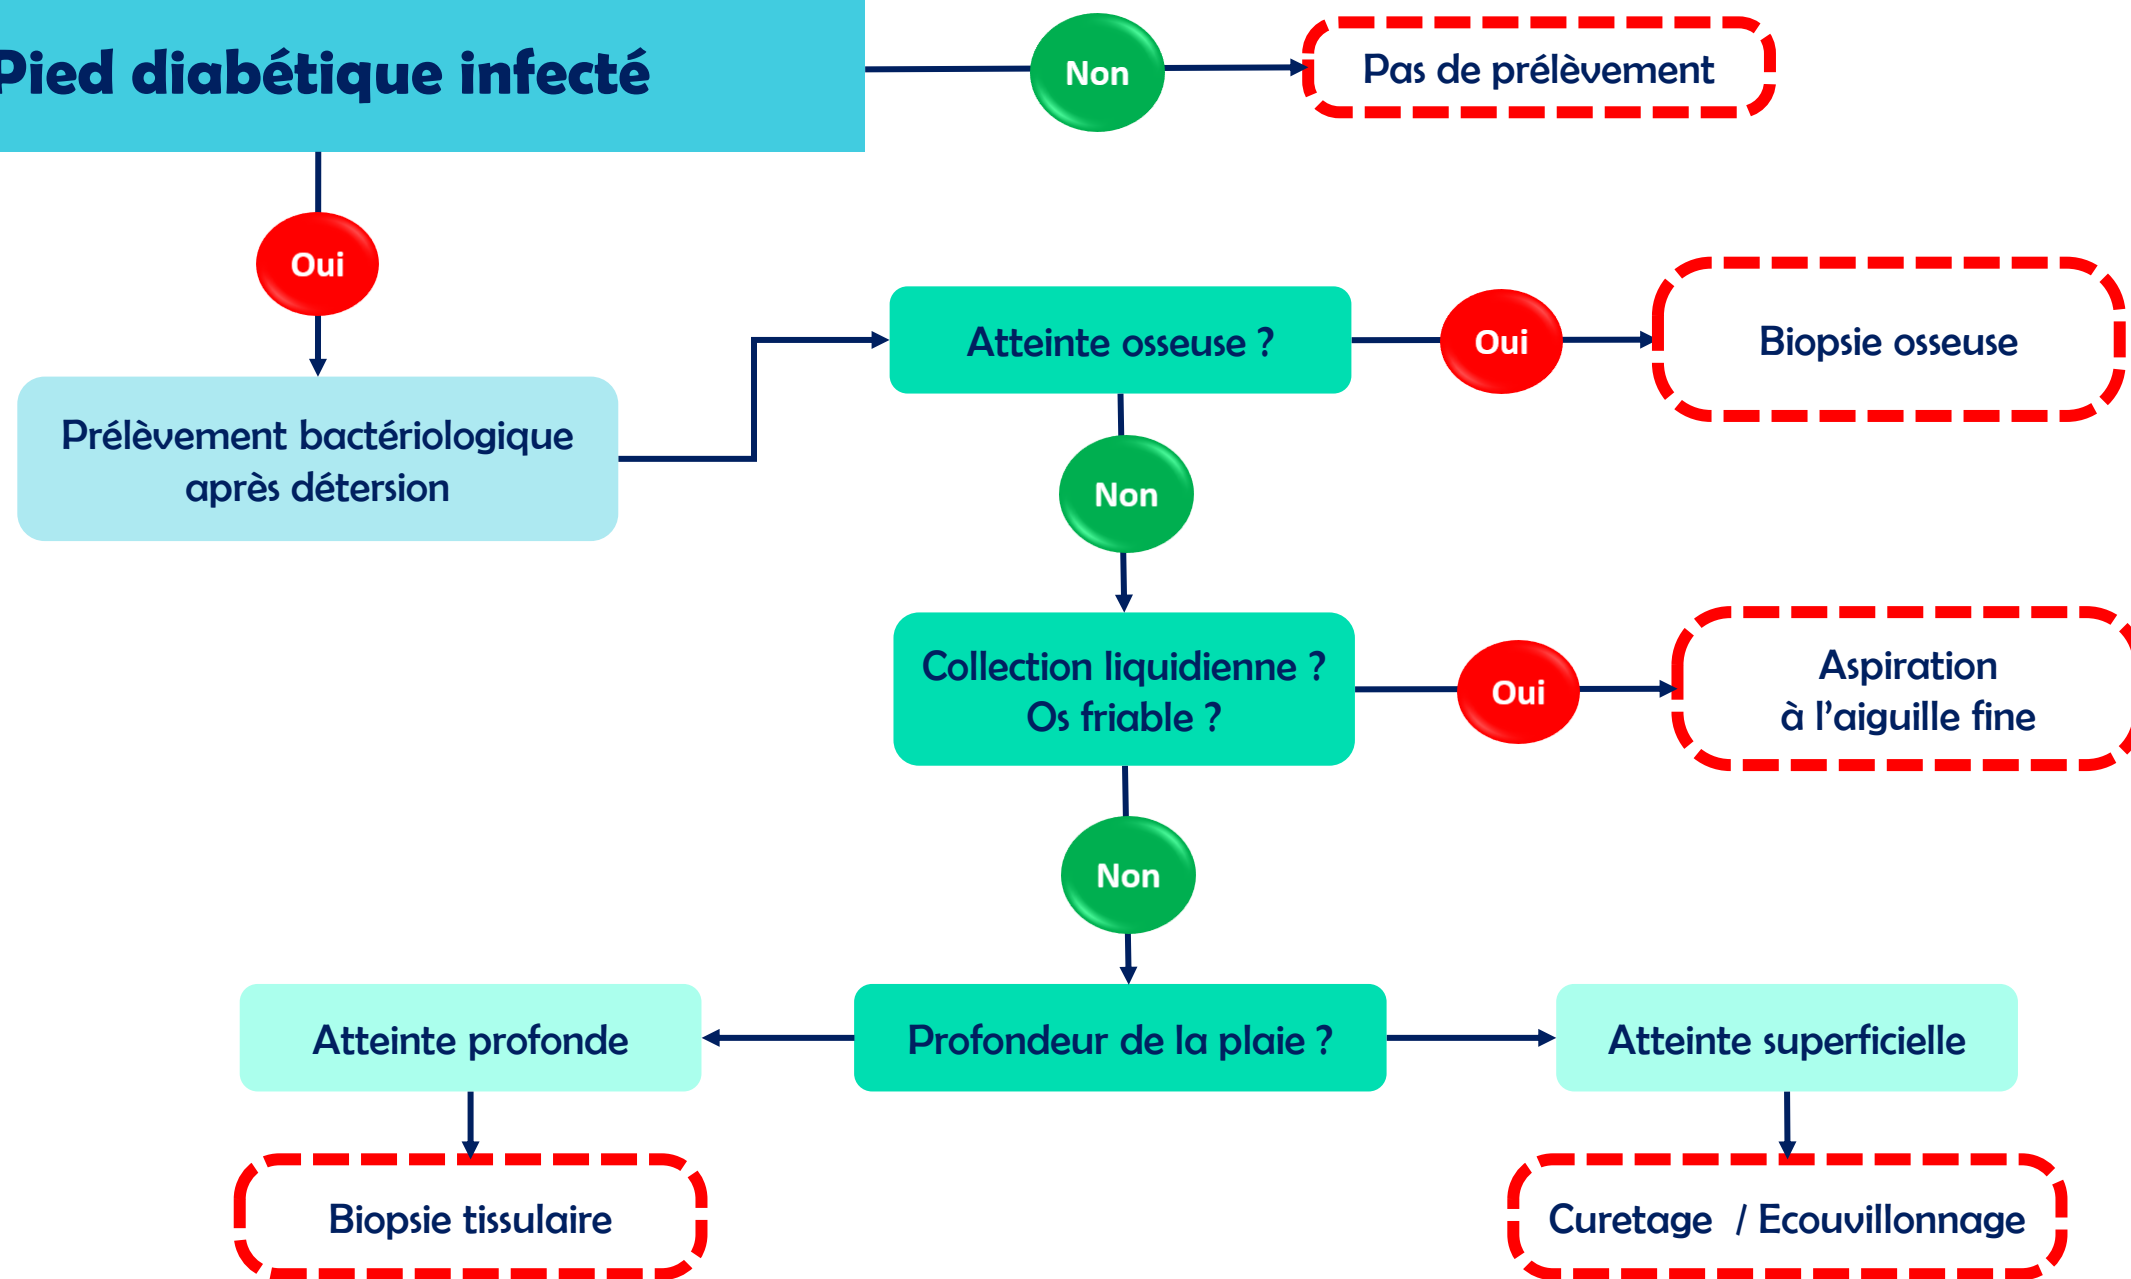 Pied diabétique infecté
Non
Pas de prélèvement
Oui
Atteinte osseuse ?
Oui
Biopsie osseuse
Prélèvement bactériologique
après détersion
Non
Collection liquidienne ?
Os friable ?
Oui
Aspiration
à l’aiguille fine
Non
Atteinte profonde
Profondeur de la plaie ?
Atteinte superficielle
Biopsie tissulaire
Curetage / Ecouvillonnage